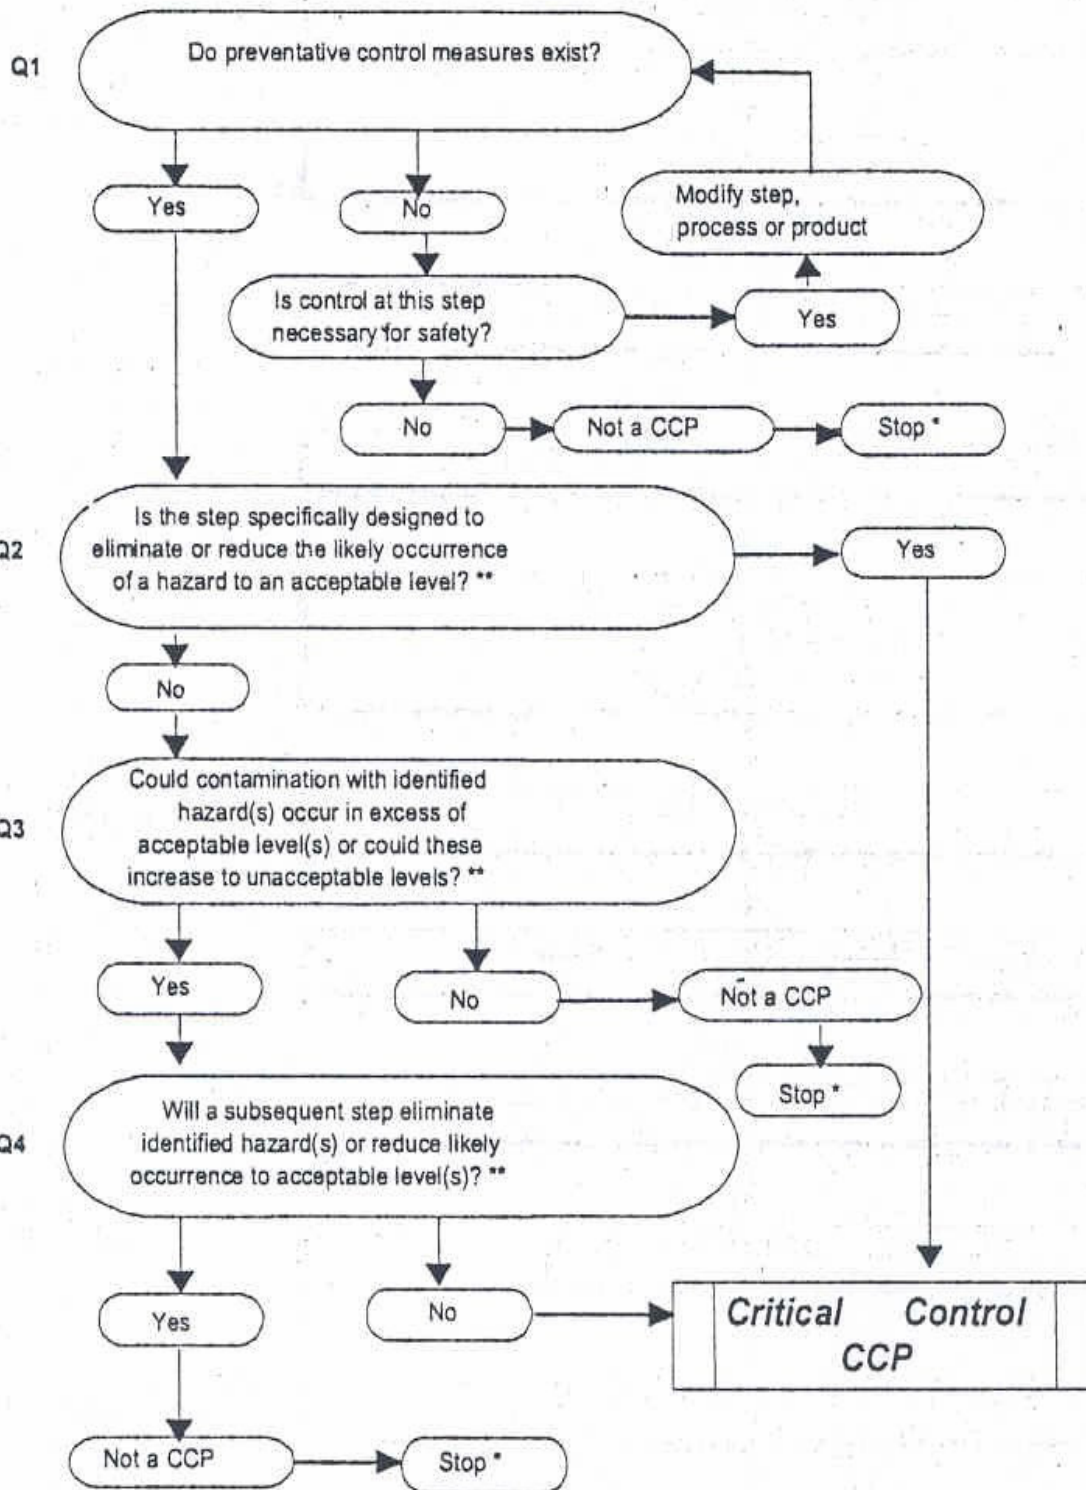 Q1
Do preventative control measures exist?
Yes
No
Modify step,
process or product
Is control at this step
necessary for safety?
Yes
No
Not a CCP
Stop *
Q2
Is the step specifically designed to
eliminate or reduce the likely occurrence
of a hazard to an acceptable level? **
Yes
No
Q3
Could contamination with identified
hazard(s) occur in excess of
acceptable level(s) or could these
increase to unacceptable levels? **
Yes
No
Not a CCP
Stop *
Q4
Will a subsequent step eliminate
identified hazard(s) or reduce likely
occurrence to acceptable level(s)? **
Yes
No
Critical Control
CCP
Not a CCP
Stop *